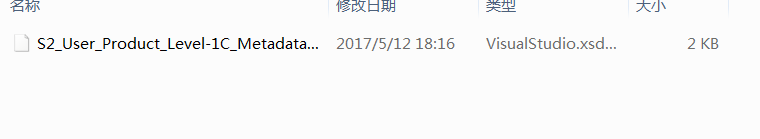 名称 修改日期 类型 大小
S2_User_Product_Level-1C_Metadata... 2017/5/12 18:16 VisualStudio.xsd... 2 KB